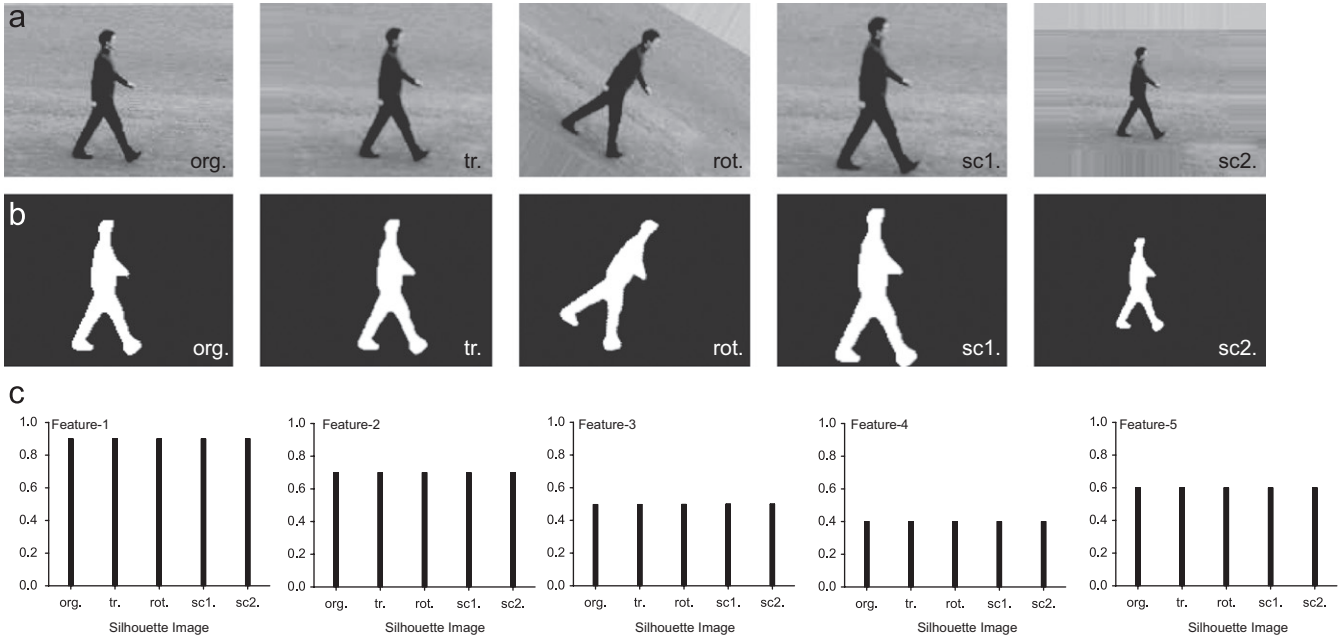 a
org.
tr.
rot.
sc1.
sc2.
b
org.
tr.
rot.
sc1.
sc2.
c
Feature-1
1.0
0.8
0.6
0.4
0.2
0.0
org. tr. rot. sc1. sc2.
Silhouette Image
Feature-2
1.0
0.8
0.6
0.4
0.2
0.0
org. tr. rot. sc1. sc2.
Silhouette Image
Feature-3
1.0
0.8
0.6
0.4
0.2
0.0
org. tr. rot. sc1. sc2.
Silhouette Image
Feature-4
1.0
0.8
0.6
0.4
0.2
0.0
org. tr. rot. sc1. sc2.
Silhouette Image
Feature-5
1.0
0.8
0.6
0.4
0.2
0.0
org. tr. rot. sc1. sc2.
Silhouette Image